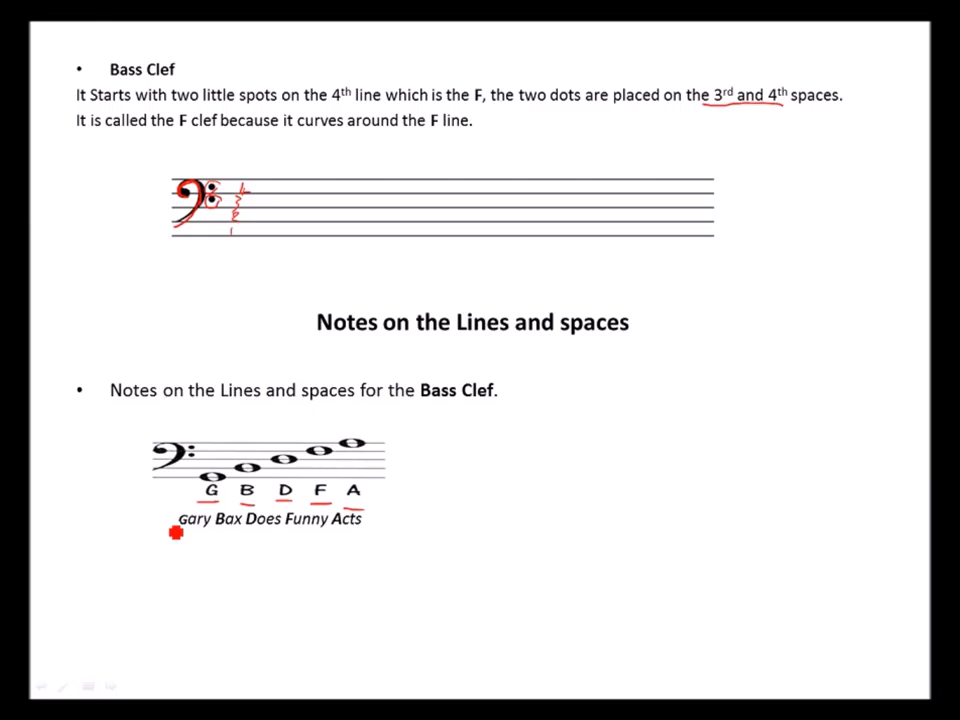 • Bass Clef
It Starts with two little spots on the 4th line which is the F, the two dots are placed on the 3rd and 4th spaces.
It is called the F clef because it curves around the F line.
Notes on the Lines and spaces
• Notes on the Lines and spaces for the Bass Clef.
G B D F A
Gary Bax Does Funny Acts